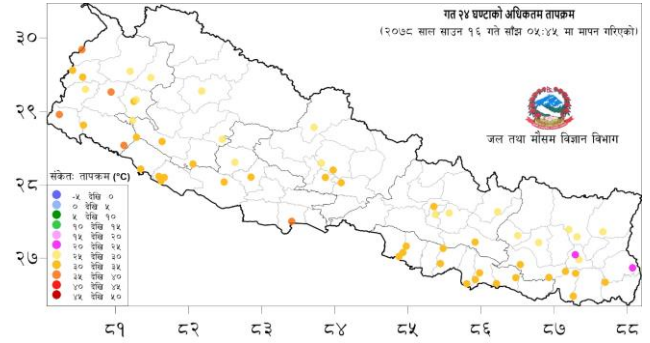 गत २४ घण्टाको अधिकतम तापक्रम
(२०७८ साल साउन १६ गते साँझ ०५:४५ मा मापन गरिएको)
जल तथा मौसम विज्ञान विभाग
३०
२९
२८
२७
संकेतः तापक्रम (°C)
-५ देखि ०
० देखि ५
५ देखि १०
१० देखि १५
१५ देखि २०
२० देखि २५
२५ देखि ३०
३० देखि ३५
३५ देखि ४०
४० देखि ४५
४५ देखि ५०
८१ ८२ ८३ ८४ ८५ ८६ ८७ ८८